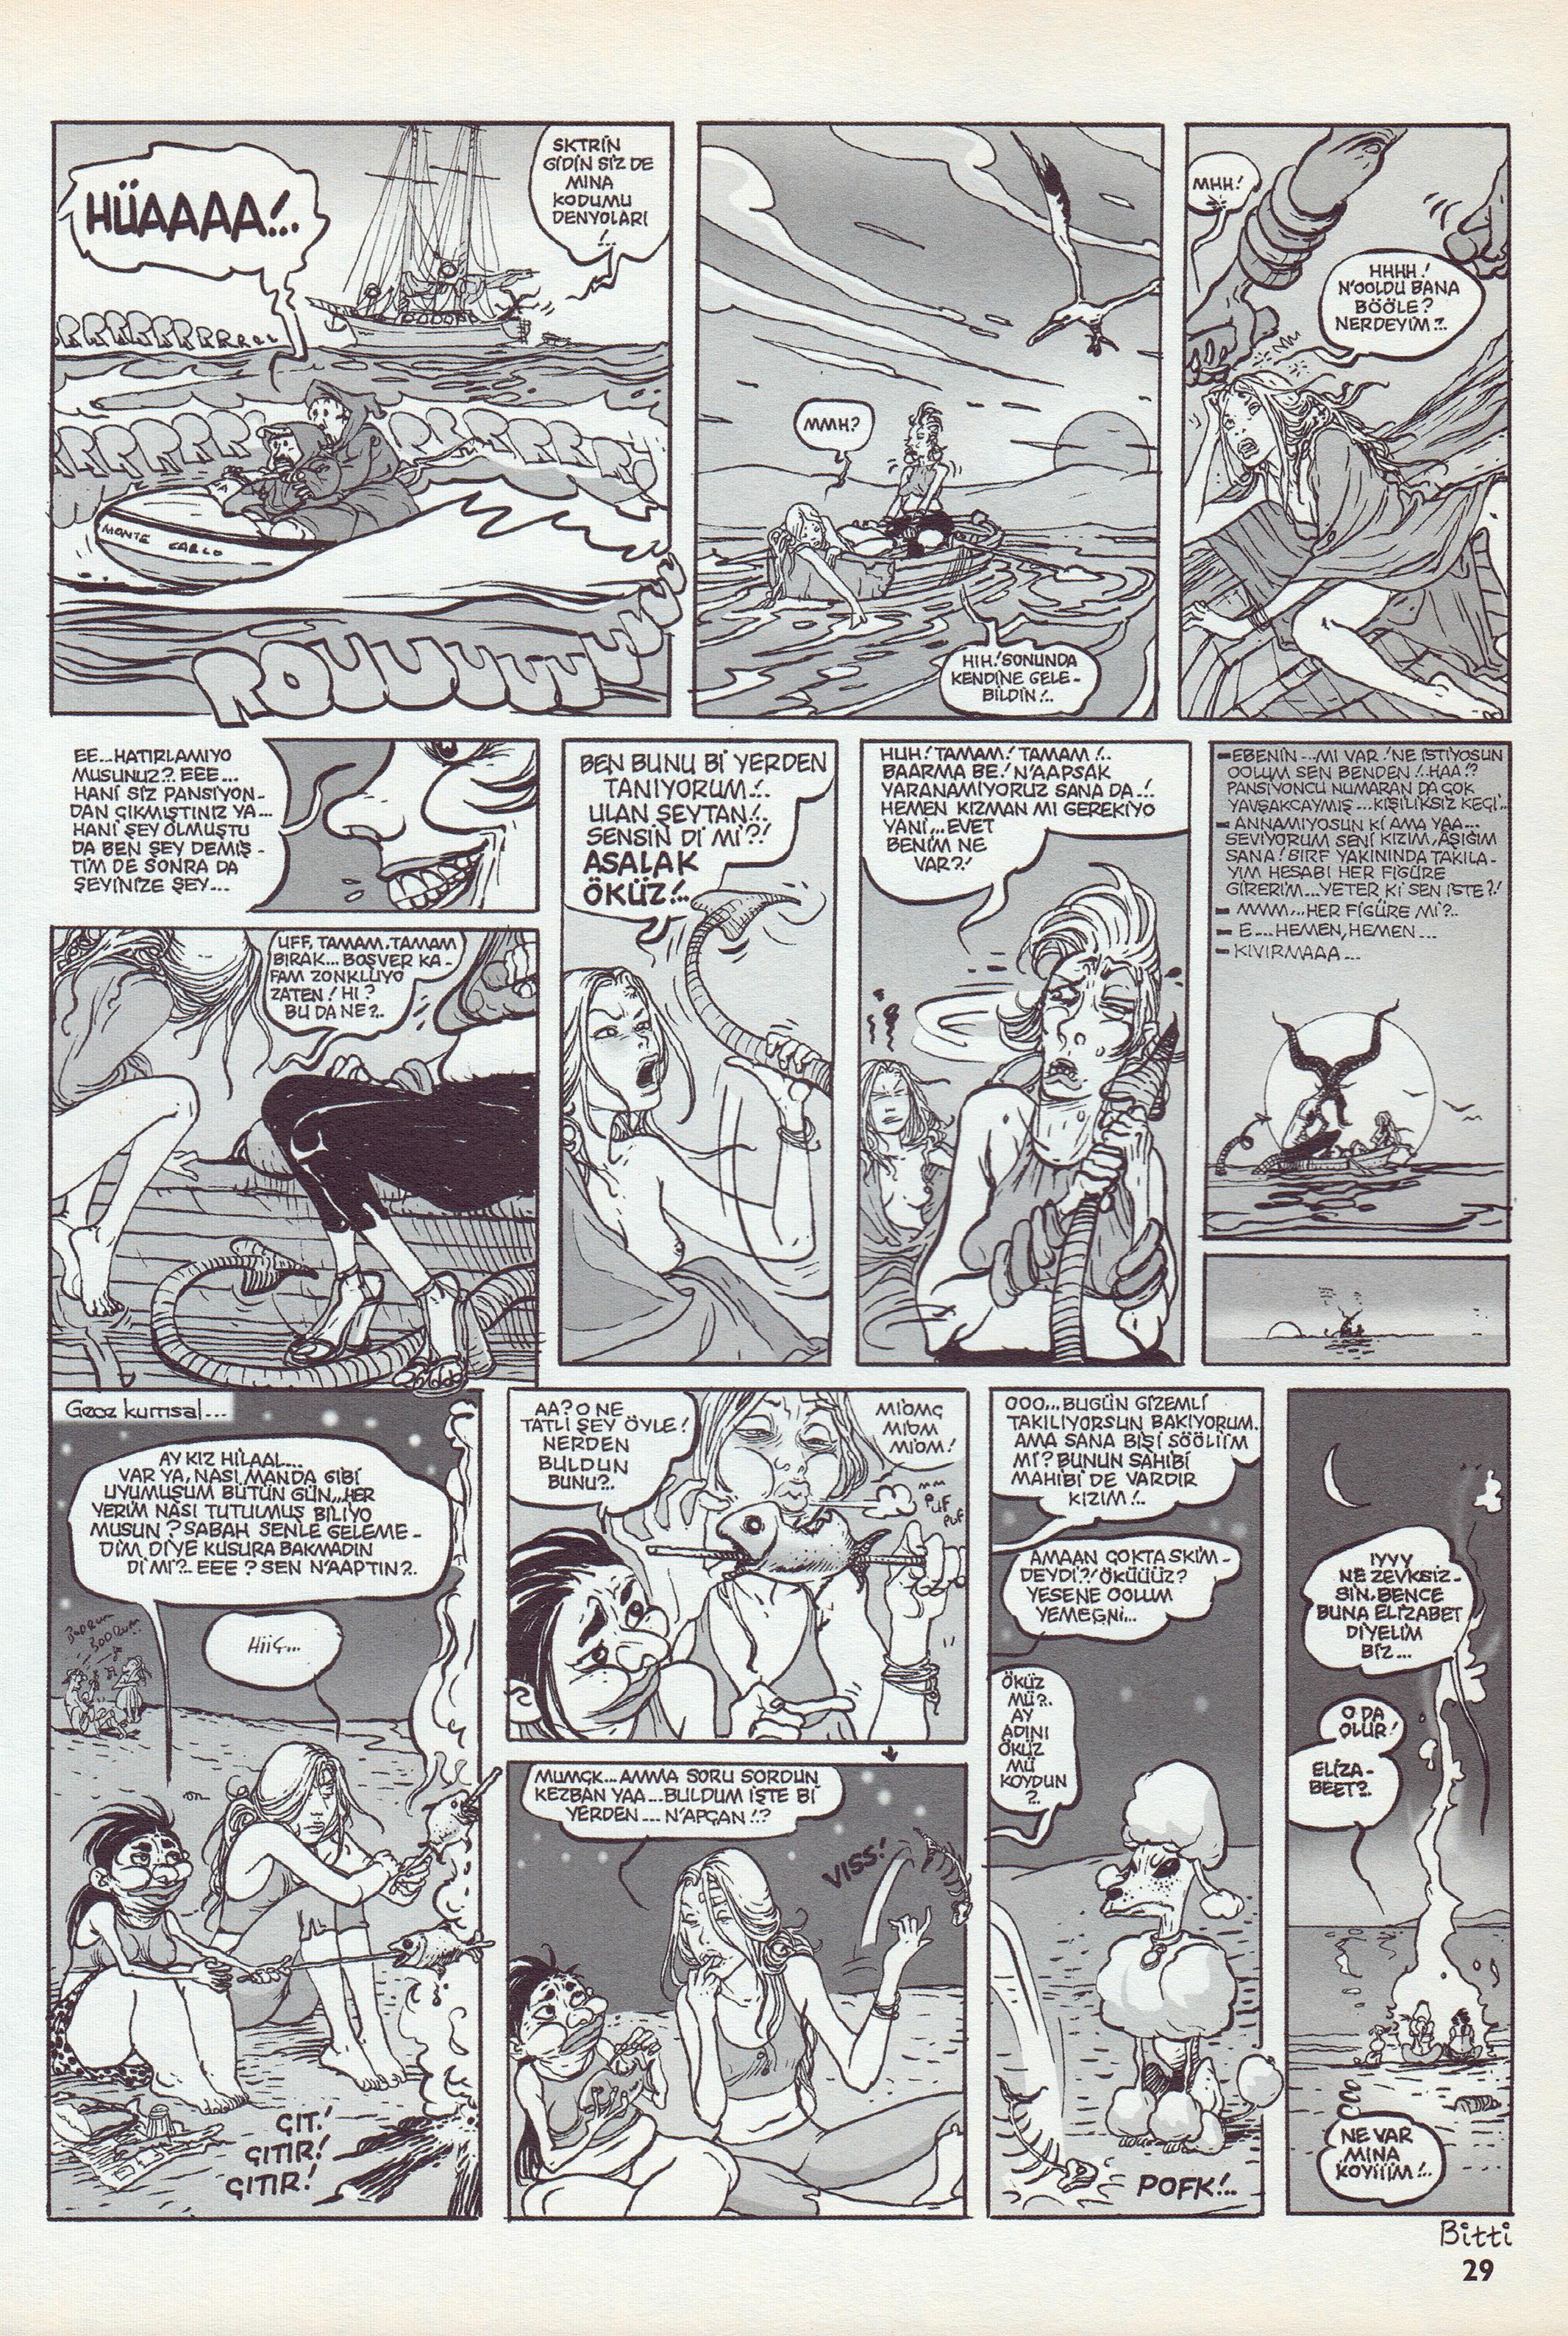 HÜAAAA!..
SKTRİN
GİDİN SİZ DE
MINA
KODUMU
DENYOLARI
!..
MONTE CARLO
MMH?
HIH! SONUNDA
KENDİNE GELE-
BİLDİN!..
MHH!
HHHH!
N'OOLDU BANA
BÖÖLE?
NERDEYİM?..
EE...HATIRLAMIYO
MUSUNUZ?. EEE...
HANİ SİZ PANSİYON-
DAN ÇIKMIŞTINIZ YA...
HANİ ŞEY OLMUŞTU
DA BEN ŞEY DEMİŞ-
TİM DE SONRA DA
ŞEYİNİZE ŞEY...
UFF, TAMAM, TAMAM
BIRAK... BOŞVER KA-
FAM ZONKLUYO
ZATEN! HI?
BU DA NE?..
BEN BUNU Bİ YERDEN
TANIYORUM!..
ULAN ŞEYTAN!..
SENSİN Dİ Mİ?!
ASALAK
ÖKÜZ!..
HUH! TAMAM! TAMAM!..
BAARMA BE! N'AAPSAK
YARANAMIYORUZ SANA DA..!.
HEMEN KIZMAN MI GEREKİYO
YANİ... EVET
BENİM NE
VAR?!
- EBENİN... MI VAR! NE İSTİYOSUN
OOLUM SEN BENDEN!. HAA!?
PANSİYONCU NUMARAN DA ÇOK
YAVŞAKÇAYMIŞ... KİŞİLİKSİZ KEÇİ...
- ANNAMIYOSUN Kİ AMA YAA...
SEVİYORUM SENİ KIZIM, AŞIĞIM
SANA! SIRF YAKININDA TAKILA-
YIM HESABI HER FİGÜRE
GİRERİM... YETER Kİ SEN İSTE?!
- MMM... HER FİGÜRE Mİ?..
- E... HEMEN, HEMEN...
- KIVIRMAAA...
Gece kumsal...
AY KIZ HİLAAL...
VAR YA, NASI MANDA GİBİ
UYUMUŞUM BÜTÜN GÜN... HER
YERİM NASI TUTULMUŞ BİLİYO
MUSUN? SABAH SENLE GELEME-
DİM DİYE KUSURA BAKMADIN
Dİ Mİ?.. EEE? SEN N'AAPTIN?..
BODRUM
BODRUM..
HİİÇ...
ÇIT!
ÇITIR!
ÇITIR!
AA? O NE
TATLI ŞEY ÖYLE!
NERDEN
BULDUN
BUNU?..
MIOMÇ
MIOM
MIOM!
PUF
PUF
MUMÇK... AMMA SORU SORDUN
KEZBAN YAA... BULDUM İŞTE Bİ
YERDEN... N'APÇAN!?
VISS!
OOO... BUGÜN GİZEMLİ
TAKILIYORSUN BAKIYORUM.
AMA SANA BİŞİ SÖÖLİİM
Mİ? BUNUN SAHİBİ
MAHİBİ DE VARDIR
KIZIM!..
AMAAN ÇOKTA SKİM-
DEYDİ?! ÖKÜÜÜZ?
YESENE OOLUM
YEMEĞNİ...
ÖKÜZ
MÜ?..
AY
ADINI
ÖKÜZ
MÜ
KOYDUN
?.
POFK!..
IYYY
NE ZEVKSİZ-
SİN. BENCE
BUNA ELİZABET
DİYELİM
BİZ...
O DA
OLUR!
ELİZA-
BEET?..
NE VAR
MINA
KOYİİİM!..
Bitti
29